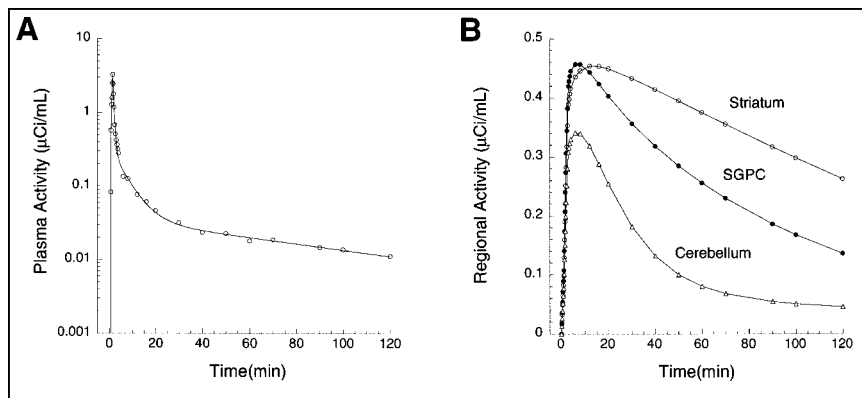 A
Plasma Activity (μCi/mL)
10
1
0.1
0.01
0.001
0 20 40 60 80 100 120
Time(min)
B
Regional Activity (μCi/mL)
0.5
0.4
0.3
0.2
0.1
0
0 20 40 60 80 100 120
Time(min)
Striatum
SGPC
Cerebellum